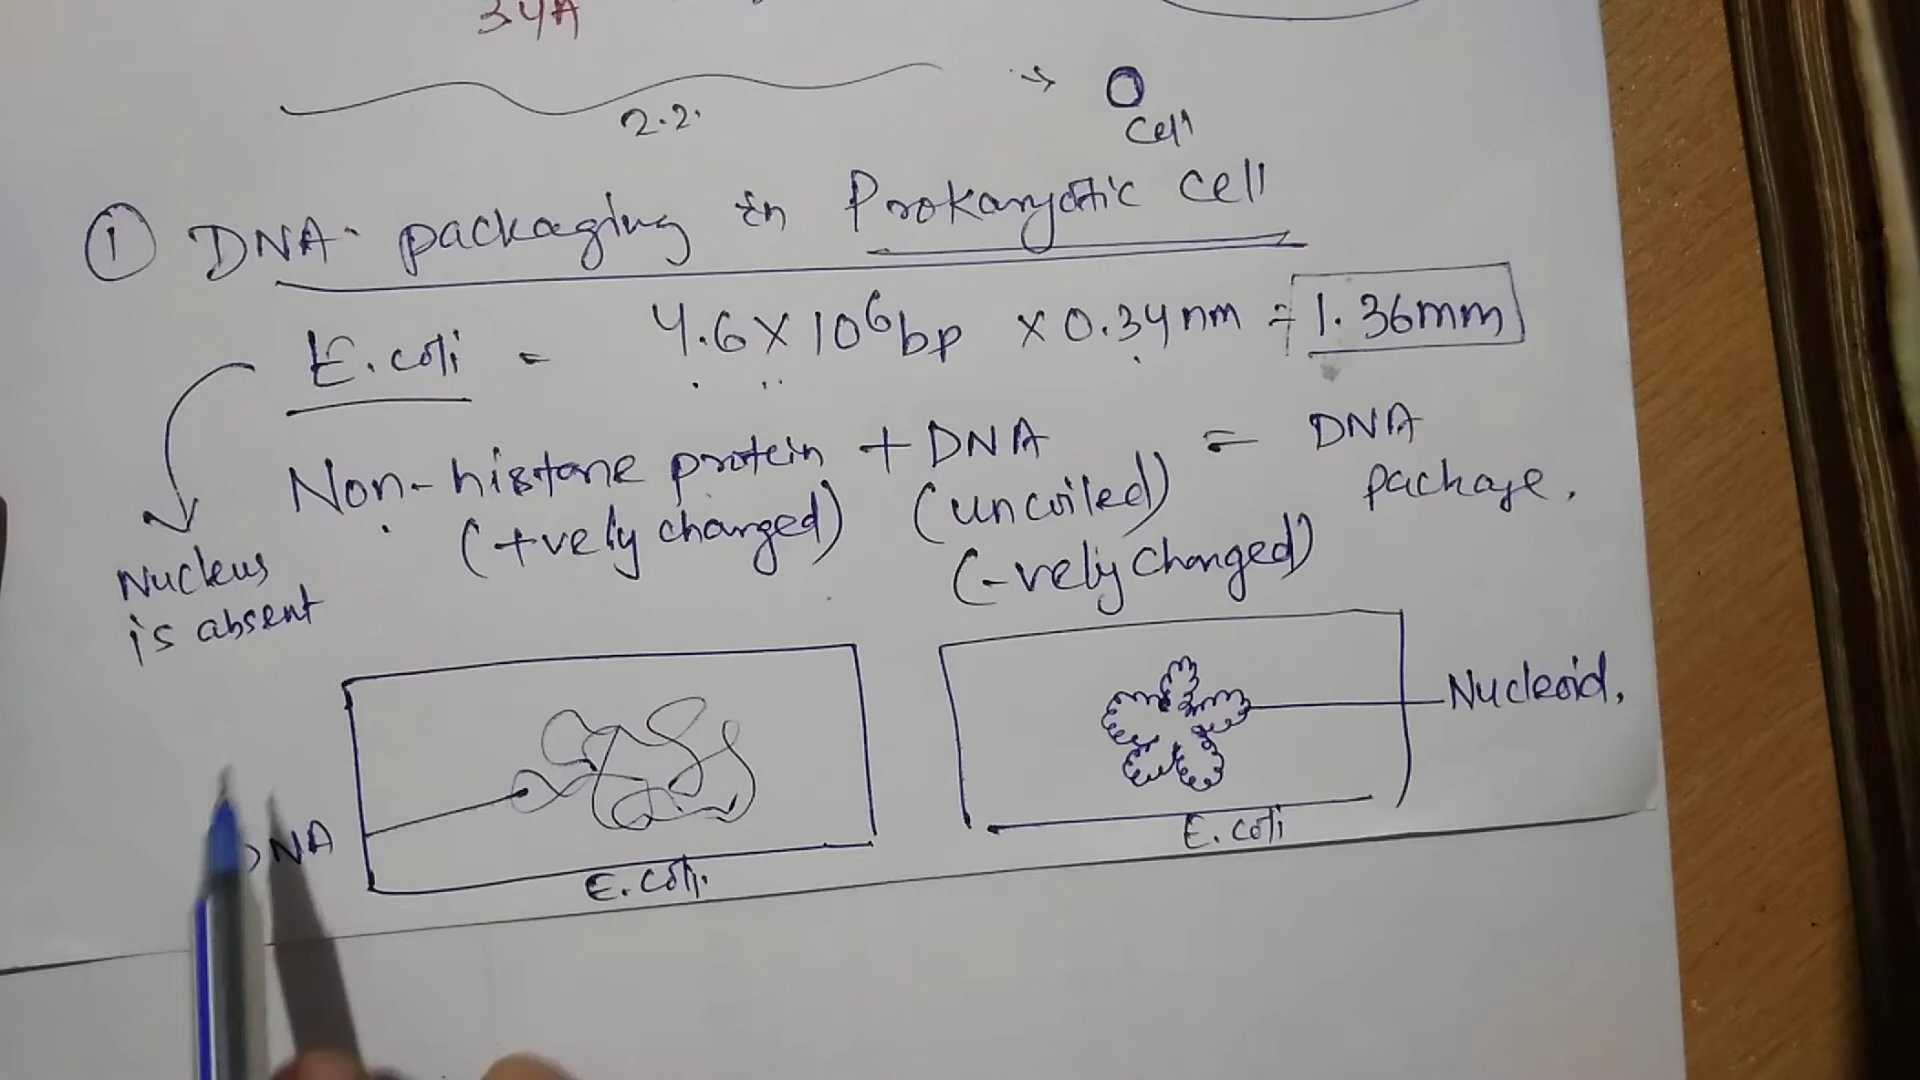 34A
2.2.
Cell
① DNA- packaging in Prokaryotic cell
E.coli = 4.6 X 10⁶ bp X 0.34 nm = 1.36mm
Non-histone protein + DNA = DNA
(+vely charged) (uncoiled) package.
(-vely charged)
Nucleus
is absent
Nucleoid.
DNA
E.coli.
E.coli